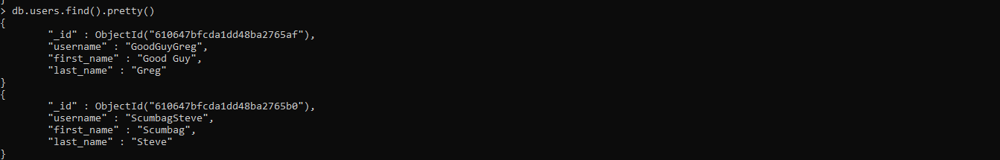 }
> db.users.find().pretty()
{
"_id" : ObjectId("610647bfcda1dd48ba2765af"),
"username" : "GoodGuyGreg",
"first_name" : "Good Guy",
"last_name" : "Greg"
}
{
"_id" : ObjectId("610647bfcda1dd48ba2765b0"),
"username" : "ScumbagSteve",
"first_name" : "Scumbag",
"last_name" : "Steve"
}